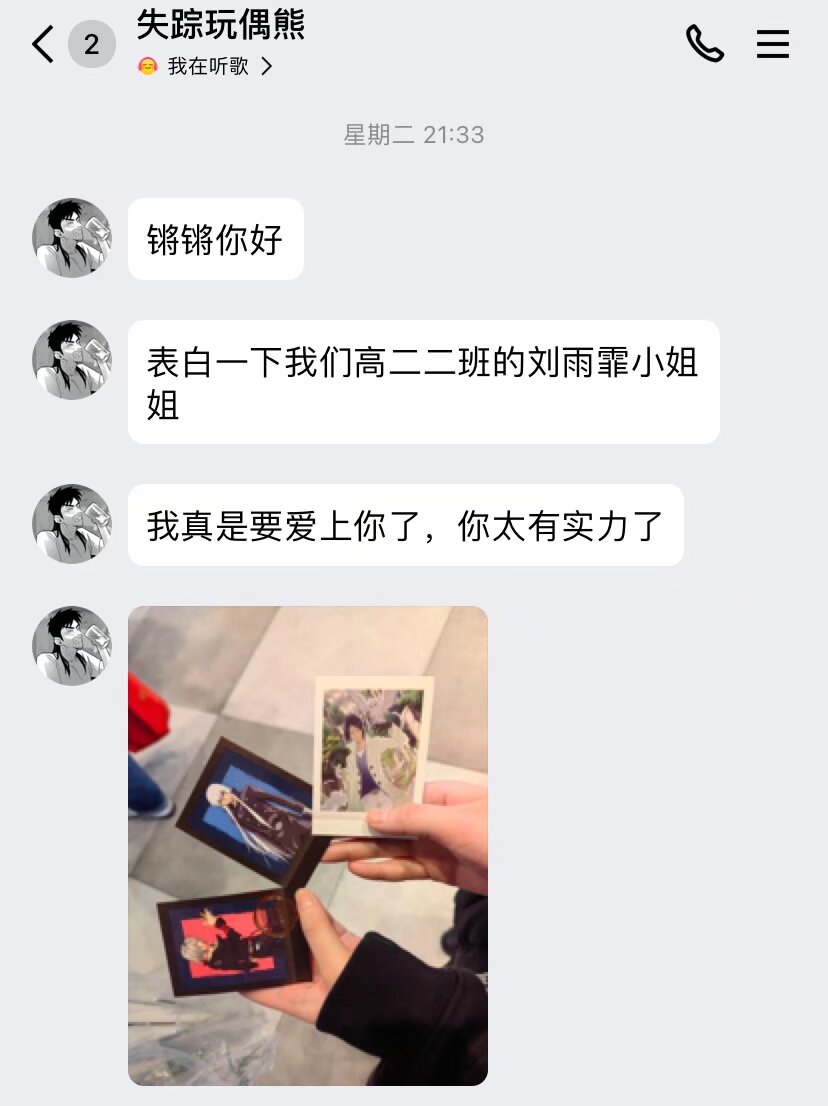 失踪玩偶熊
2
我在听歌
星期二 21:33
锵锵你好
表白一下我们高二二班的刘雨霏小姐
姐
我真是要爱上你了，你太有实力了